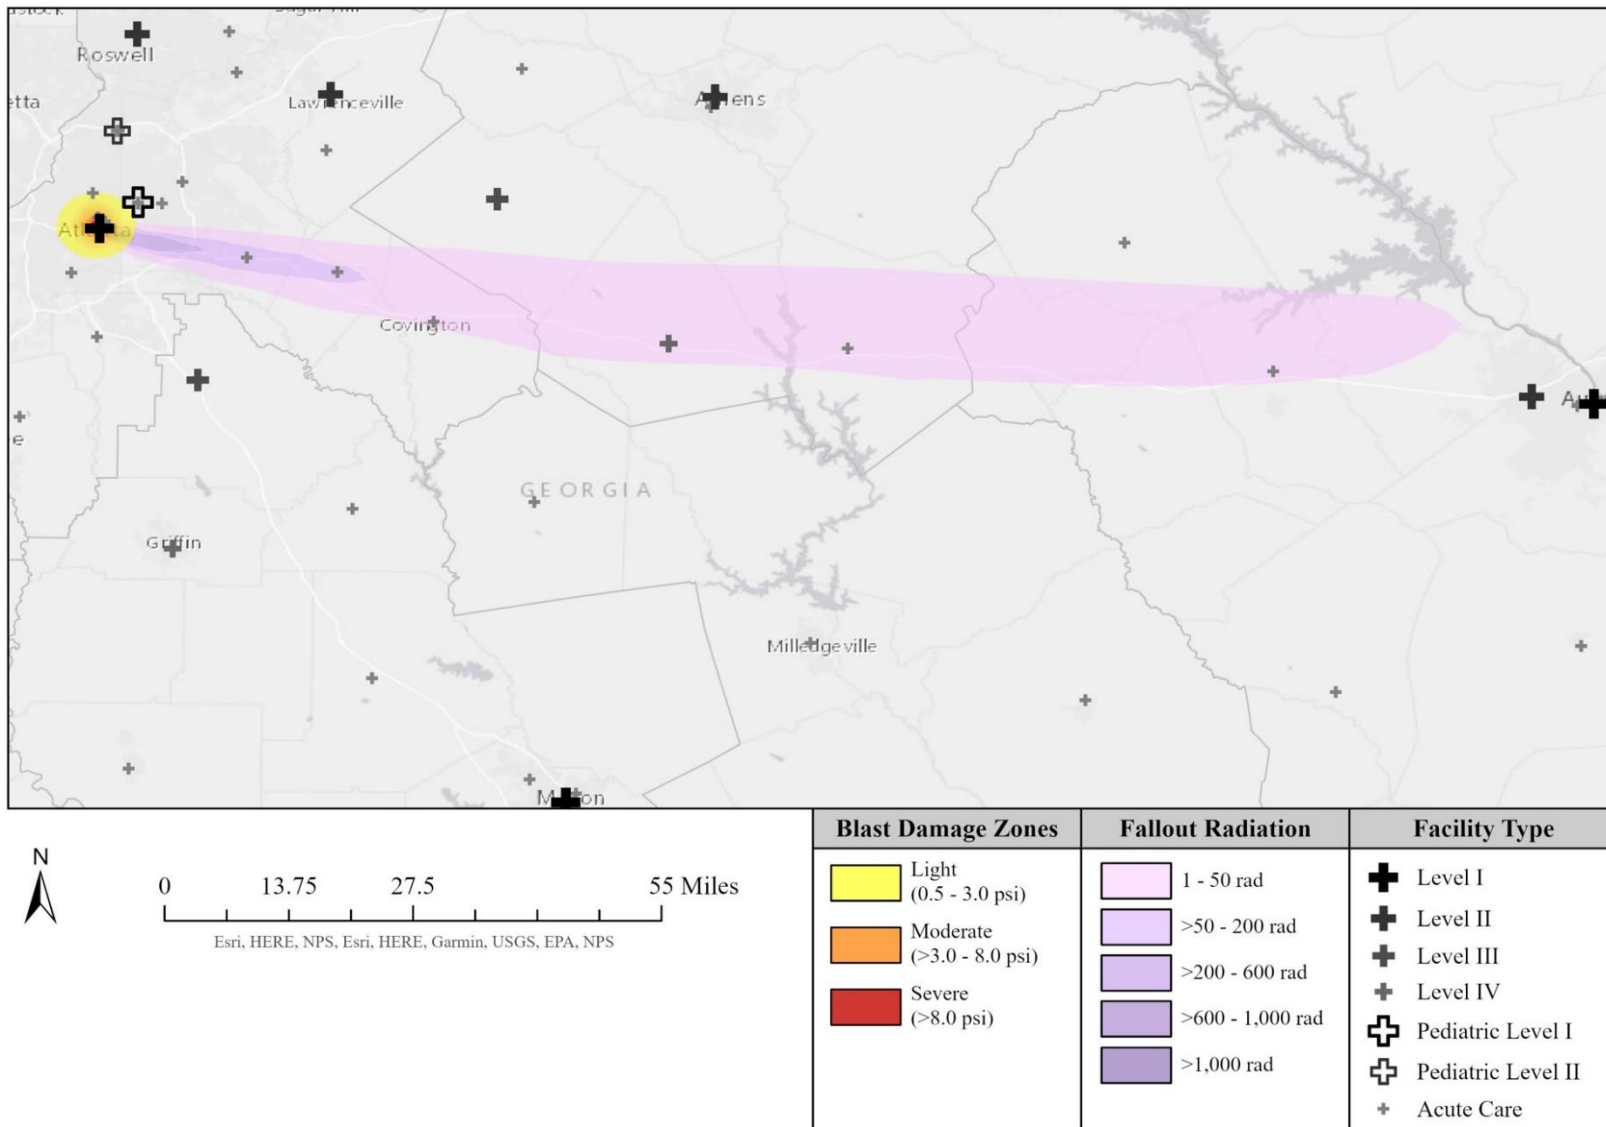 Roswell
Lawrenceville
Athens
etta
Atlanta
Covington
GEORGIA
Griffin
Milledgeville
Macon
N
0 13.75 27.5 55 Miles
Esri, HERE, NPS, Esri, HERE, Garmin, USGS, EPA, NPS
Blast Damage Zones
Light
(0.5 - 3.0 psi)
Moderate
(>3.0 - 8.0 psi)
Severe
(>8.0 psi)
Fallout Radiation
1 - 50 rad
>50 - 200 rad
>200 - 600 rad
>600 - 1,000 rad
>1,000 rad
Facility Type
Level I
Level II
Level III
Level IV
Pediatric Level I
Pediatric Level II
Acute Care